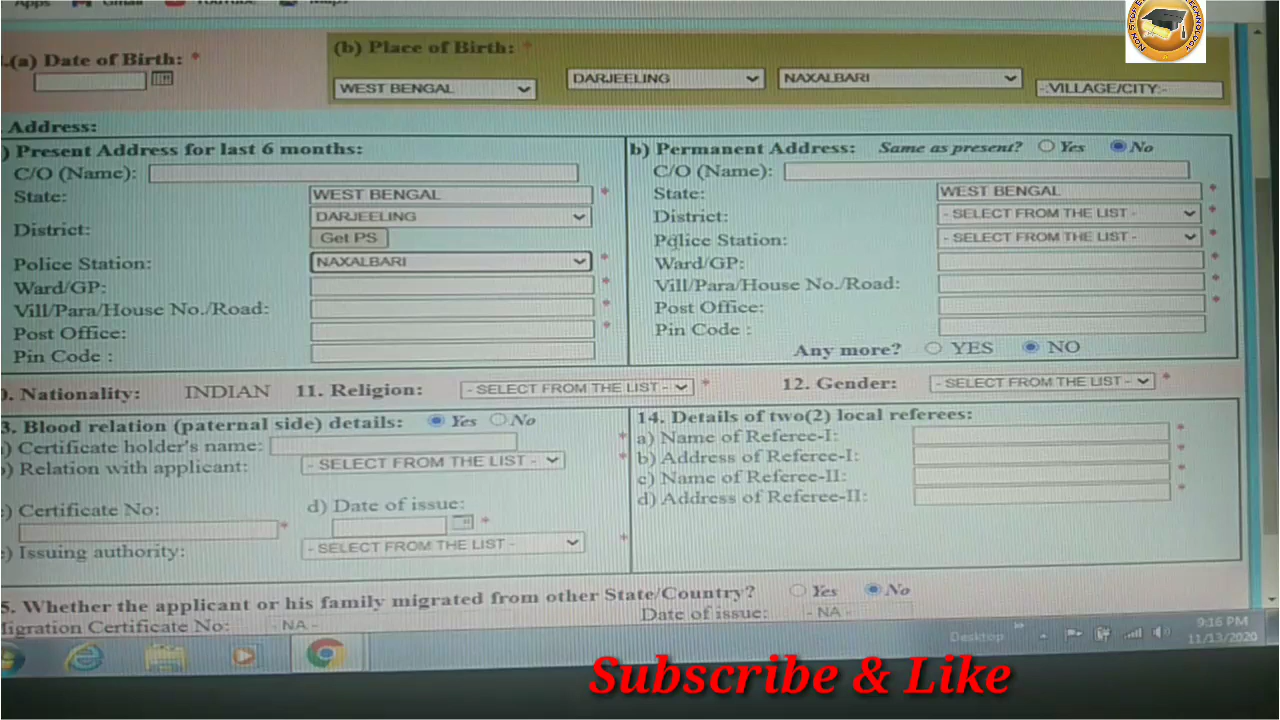 Apps Gmail YouTube Maps
(a) Date of Birth: *
(b) Place of Birth: *
WEST BENGAL DARJEELING NAXALBARI -:VILLAGE/CITY:-
Address:
) Present Address for last 6 months:
C/O (Name):
State: WEST BENGAL *
District: DARJEELING
Get PS
Police Station: NAXALBARI *
Ward/GP: *
Vill/Para/House No./Road: *
Post Office: *
Pin Code :
b) Permanent Address: Same as present? Yes No
C/O (Name):
State: WEST BENGAL *
District: - SELECT FROM THE LIST - *
Police Station: - SELECT FROM THE LIST - *
Ward/GP: *
Vill/Para/House No./Road: *
Post Office: *
Pin Code :
Any more? YES NO
0. Nationality: INDIAN 11. Religion: - SELECT FROM THE LIST - * 12. Gender: - SELECT FROM THE LIST - *
3. Blood relation (paternal side) details: Yes No
) Certificate holder's name: *
) Relation with applicant: - SELECT FROM THE LIST - *
) Certificate No: d) Date of issue:
* *
) Issuing authority: - SELECT FROM THE LIST - *
14. Details of two(2) local referees:
a) Name of Referee-I: *
b) Address of Referee-I: *
c) Name of Referee-II: *
d) Address of Referee-II: *
5. Whether the applicant or his family migrated from other State/Country? Yes No
Migration Certificate No: - NA - Date of issue: - NA -
Desktop 9:16 PM
11/13/2020
Subscribe & Like